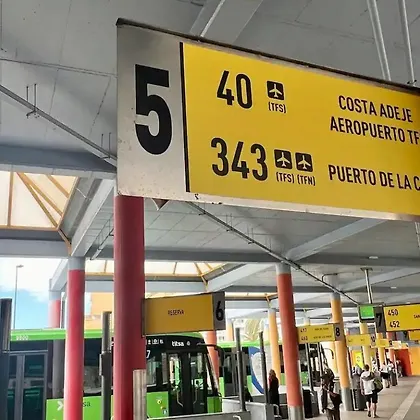 5
40 (TFS)
COSTA ADEJE
AEROPUERTO TF
343 (TFS) (TFN)
PUERTO DE LA C
RESERVA 6
titsa
7
450
452
8